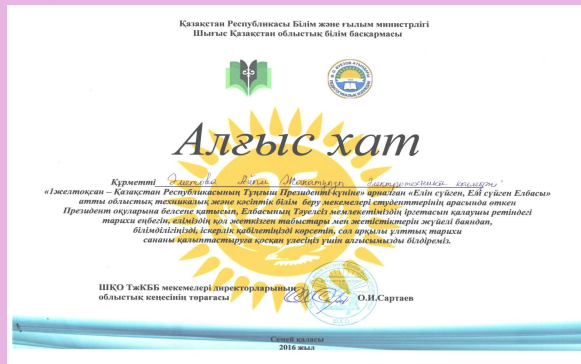 Қазақстан Республикасы Білім және ғылым министрлігі
Шығыс Қазақстан облыстық білім басқармасы
Алғыс хат
Құрметті
«1желтоқсан – Қазақстан Республикасының Тұңғыш Президенті күніне» арналған «Елін сүйген, Елі сүйген Елбасы»
атты облыстық техникалық және кәсіптік білім беру мекемелері студенттерінің арасында өткен
Президент оқуларына белсене қатысып, Елбасының Тәуелсіз мемлекетіміздің іргетасын қалаушы ретіндегі
тарихи еңбегін, еліміздің қол жеткізген табыстары мен жетістіктерін жүйелі баяндап,
білімділігіңізді, іскерлік қабілетіңізді көрсетіп, сол арқылы ұлттық тарихи
сананы қалыптастыруға қосқан үлесіңіз үшін алғысымызды білдіреміз.
ШҚО ТжКББ мекемелері директорларының
облыстық кеңесінің төрағасы О.И.Сартаев
Семей қаласы
2016 жыл